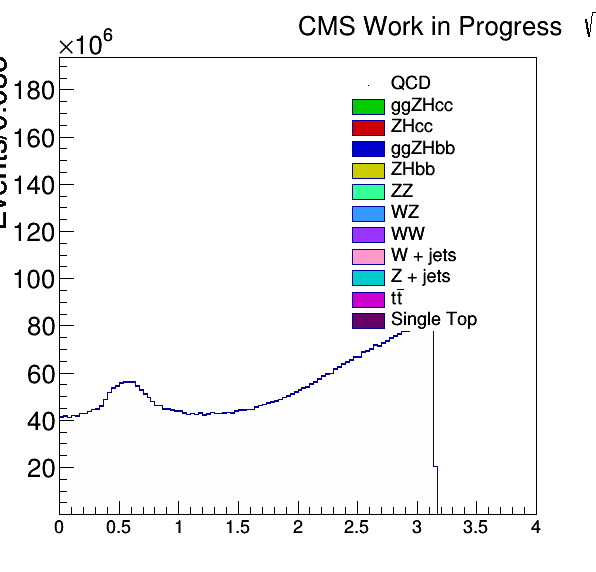 CMS Work in Progress √
×10⁶
Events/0.
180
160
140
120
100
80
60
40
20
0 0.5 1 1.5 2 2.5 3 3.5 4
QCD
ggZHcc
ZHcc
ggZHbb
ZHbb
ZZ
WZ
WW
W + jets
Z + jets
tt̄
Single Top